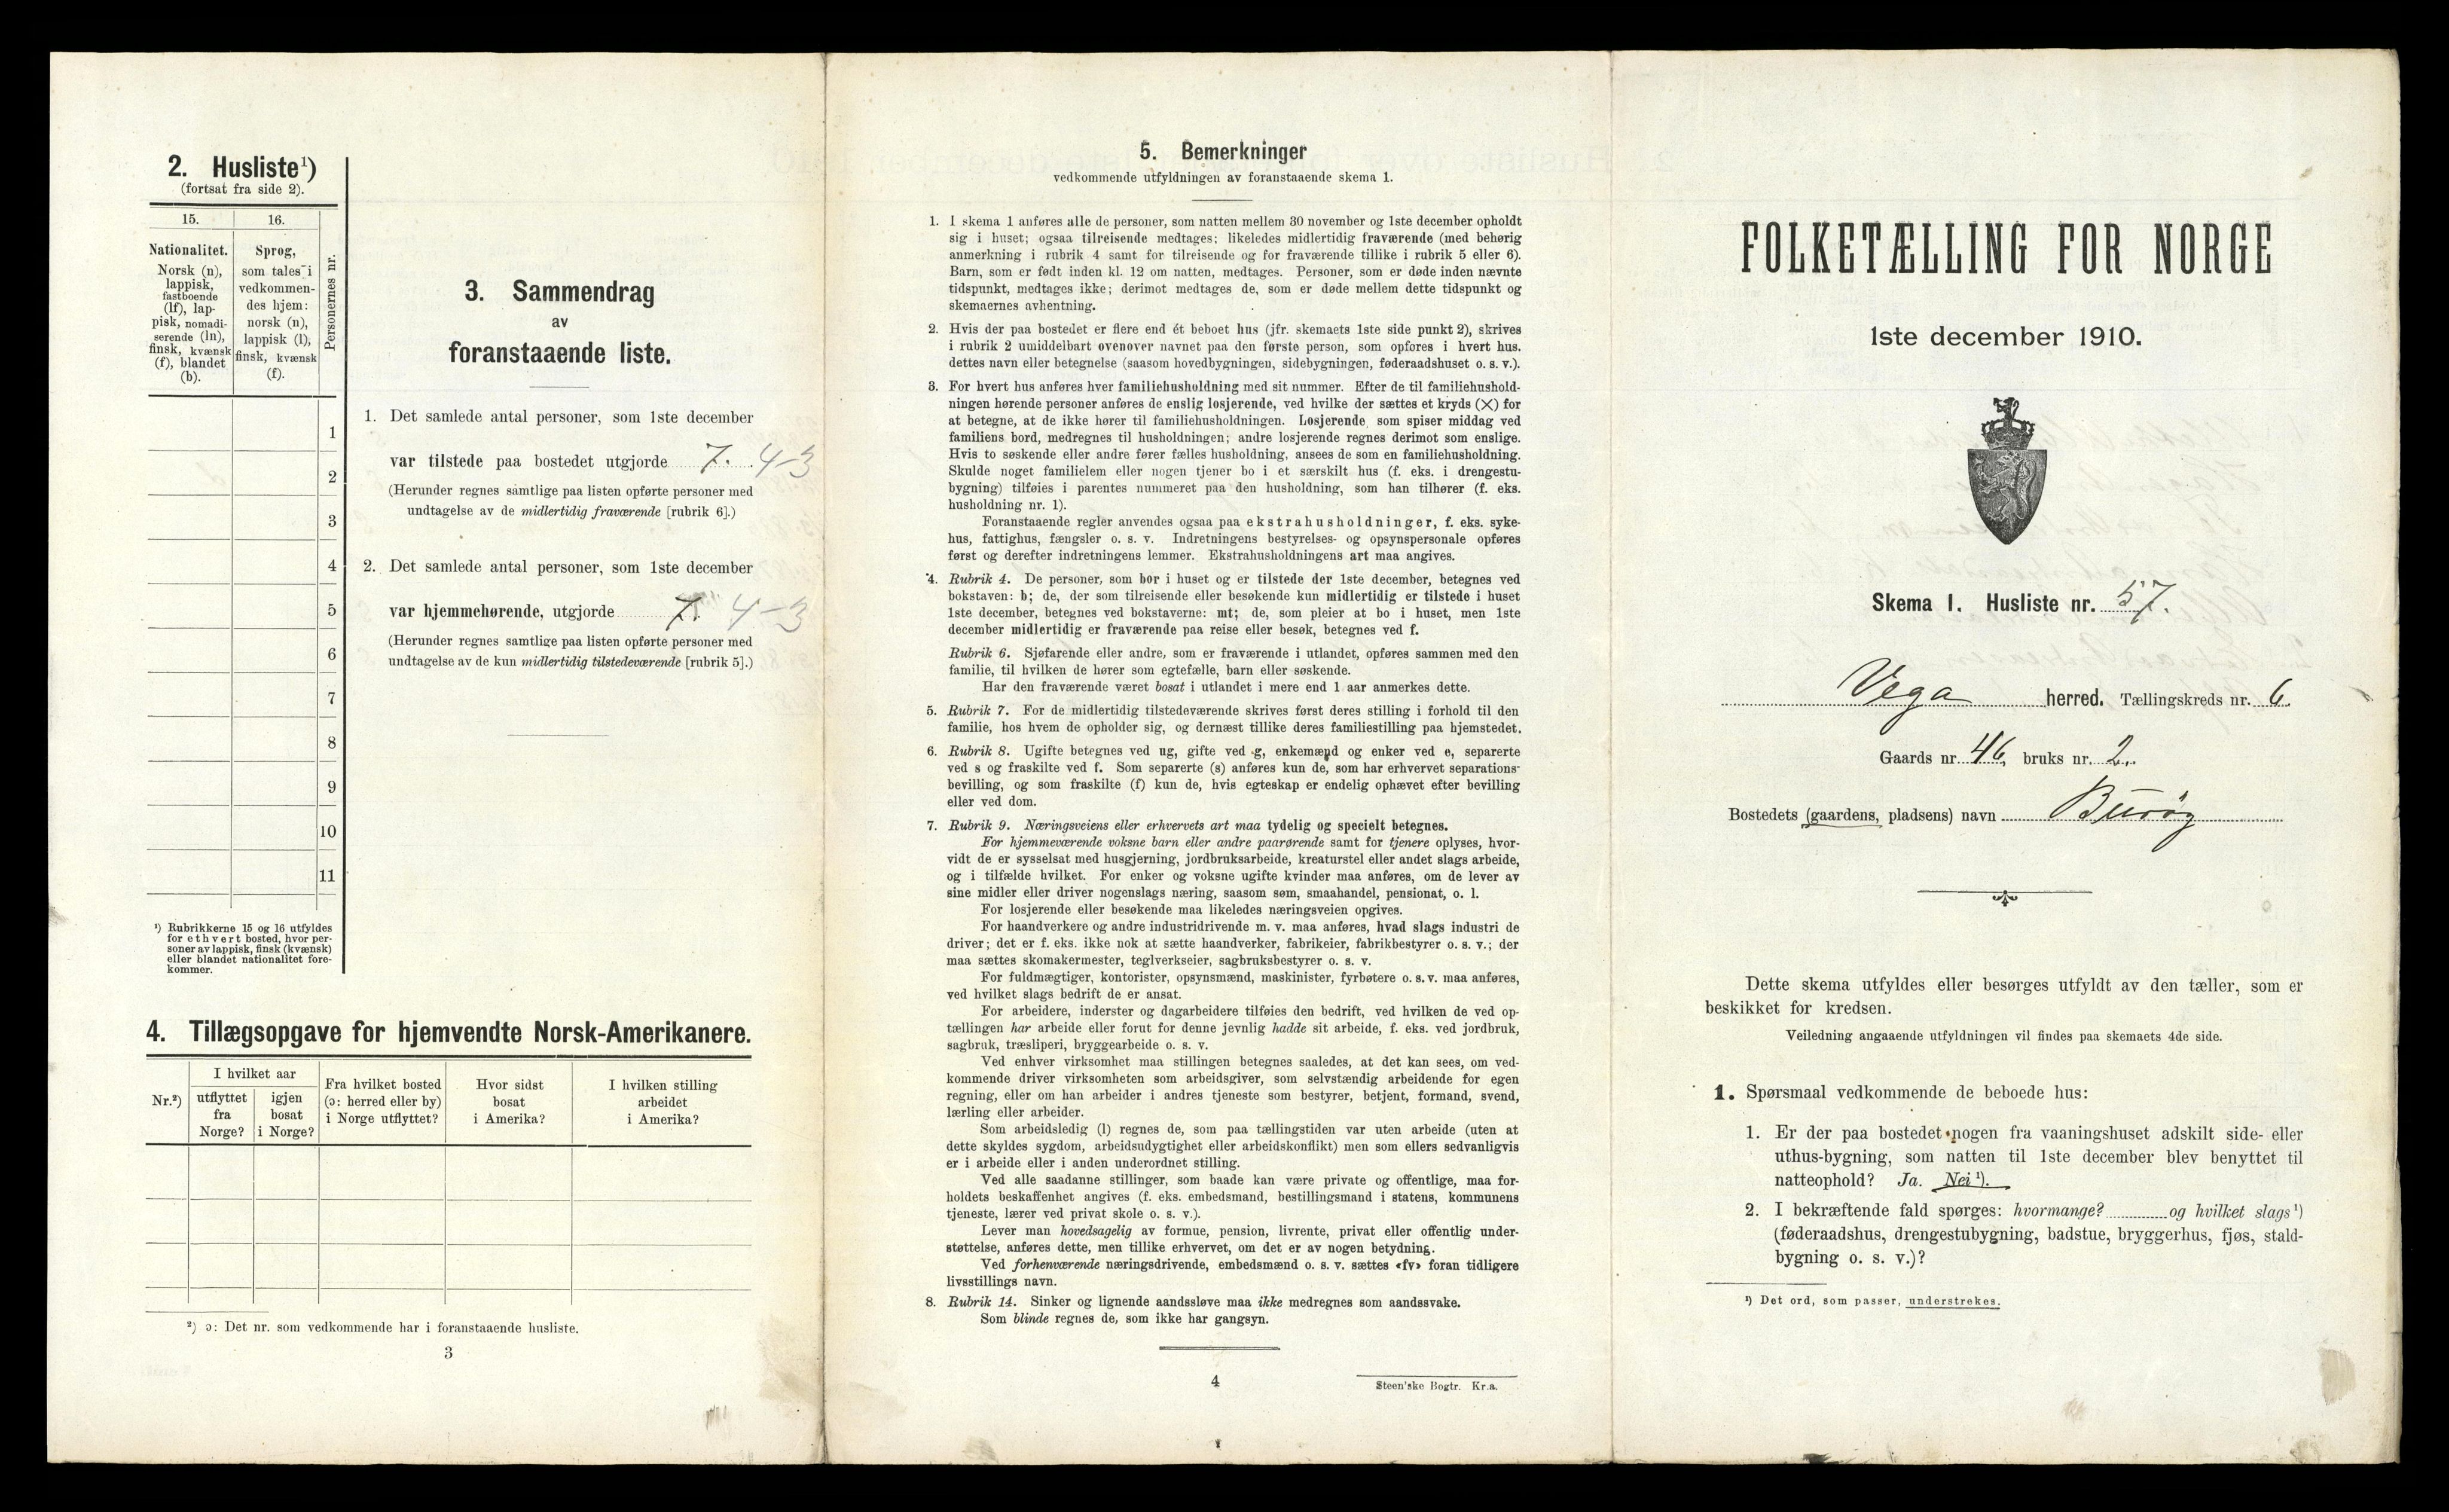 2. Husliste¹)
(fortsat fra side 2).
15.
16.
Nationalitet.
Norsk (n),
lappisk,
fastboende
(lf), lap-
pisk, nomadi-
serende (ln),
finsk, kvænsk
(f), blandet
(b).
Sprog,
som tales i
vedkommen-
des hjem:
norsk (n),
lappisk (l),
finsk, kvænsk
(f).
Personernes nr.
1
2
3
4
5
6
7
8
9
10
11
¹) Rubrikkerne 15 og 16 utfyldes
for ethvert bosted, hvor per-
soner av lappisk, finsk (kvænsk)
eller blandet nationalitet fore-
kommer.
3. Sammendrag
av
foranstaaende liste.
1. Det samlede antal personer, som 1ste december
var tilstede paa bostedet utgjorde 7. 4-3
(Herunder regnes samtlige paa listen opførte personer med
undtagelse av de midlertidig fraværende [rubrik 6].)
2. Det samlede antal personer, som 1ste december
var hjemmehørende, utgjorde 7. 4-3
(Herunder regnes samtlige paa listen opførte personer med
undtagelse av de kun midlertidig tilstedeværende [rubrik 5].)
4. Tillægsopgave for hjemvendte Norsk-Amerikanere.
Nr.²)
I hvilket aar
utflyttet
fra
Norge?
igjen
bosat
i Norge?
Fra hvilket bosted
(ɔ: herred eller by)
i Norge utflyttet?
Hvor sidst
bosat
i Amerika?
I hvilken stilling
arbeidet
i Amerika?
²) ɔ: Det nr. som vedkommende har i foranstaaende husliste.
3
5. Bemerkninger
vedkommende utfyldningen av foranstaaende skema 1.
1. I skema 1 anføres alle de personer, som natten mellem 30 november og 1ste december opholdt
sig i huset; ogsaa tilreisende medtages; likeledes midlertidig fraværende (med behørig
anmerkning i rubrik 4 samt for tilreisende og for fraværende tillike i rubrik 5 eller 6).
Barn, som er født inden kl. 12 om natten, medtages. Personer, som er døde inden nævnte
tidspunkt, medtages ikke; derimot medtages de, som er døde mellem dette tidspunkt og
skemaernes avhentning.
2. Hvis der paa bostedet er flere end ét beboet hus (jfr. skemaets 1ste side punkt 2), skrives
i rubrik 2 umiddelbart ovenover navnet paa den første person, som opføres i hvert hus.
dettes navn eller betegnelse (saasom hovedbygningen, sidebygningen, føderaadshuset o. s. v.).
3. For hvert hus anføres hver familiehusholdning med sit nummer. Efter de til familiehushold-
ningen hørende personer anføres de enslig losjerende, ved hvilke der sættes et kryds (×) for
at betegne, at de ikke hører til familiehusholdningen. Losjerende som spiser middag ved
familiens bord, medregnes til husholdningen; andre losjerende regnes derimot som enslige.
Hvis to søskende eller andre fører fælles husholdning, ansees de som en familiehusholdning.
Skulde noget familielem eller nogen tjener bo i et særskilt hus (f. eks. i drengestu-
bygning) tilføies i parentes nummeret paa den husholdning, som han tilhører (f. eks.
husholdning nr. 1).
Foranstaaende regler anvendes ogsaa paa ekstrahusholdninger, f. eks. syke-
hus, fattighus, fængsler o. s. v. Indretningens bestyrelses- og opsynspersonale opføres
først og derefter indretningens lemmer. Ekstrahusholdningens art maa angives.
4. Rubrik 4. De personer, som bor i huset og er tilstede der 1ste december, betegnes ved
bokstaven: b; de, der som tilreisende eller besøkende kun midlertidig er tilstede i huset
1ste december, betegnes ved bokstaverne: mt; de, som pleier at bo i huset, men 1ste
december midlertidig er fraværende paa reise eller besøk, betegnes ved f.
Rubrik 6. Sjøfarende eller andre, som er fraværende i utlandet, opføres sammen med den
familie, til hvilken de hører som egtefælle, barn eller søskende.
Har den fraværende været bosat i utlandet i mere end 1 aar anmerkes dette.
5. Rubrik 7. For de midlertidig tilstedeværende skrives først deres stilling i forhold til den
familie, hos hvem de opholder sig, og dernæst tillike deres familiestilling paa hjemstedet.
6. Rubrik 8. Ugifte betegnes ved ug, gifte ved g, enkemænd og enker ved e, separerte
ved s og fraskilte ved f. Som separerte (s) anføres kun de, som har erhvervet separations-
bevilling, og som fraskilte (f) kun de, hvis egteskap er endelig ophævet efter bevilling
eller ved dom.
7. Rubrik 9. Næringsveiens eller erhvervets art maa tydelig og specielt betegnes.
For hjemmeværende voksne barn eller andre paarørende samt for tjenere oplyses, hvor-
vidt de er sysselsat med husgjerning, jordbruksarbeide, kreaturstel eller andet slags arbeide,
og i tilfælde hvilket. For enker og voksne ugifte kvinder maa anføres, om de lever av
sine midler eller driver nogenslags næring, saasom søm, smaahandel, pensionat, o. l.
For losjerende eller besøkende maa likeledes næringsveien opgives.
For haandverkere og andre industridrivende m. v. maa anføres, hvad slags industri de
driver; det er f. eks. ikke nok at sætte haandverker, fabrikeier, fabrikbestyrer o. s. v.; der
maa sættes skomakermester, teglverkseier, sagbruksbestyrer o. s. v.
For fuldmægtiger, kontorister, opsynsmænd, maskinister, fyrbøtere o. s. v. maa anføres,
ved hvilket slags bedrift de er ansat.
For arbeidere, inderster og dagarbeidere tilføies den bedrift, ved hvilken de ved op-
tællingen har arbeide eller forut for denne jevnlig hadde sit arbeide, f. eks. ved jordbruk,
sagbruk, træsliperi, bryggearbeide o. s. v.
Ved enhver virksomhet maa stillingen betegnes saaledes, at det kan sees, om ved-
kommende driver virksomheten som arbeidsgiver, som selvstændig arbeidende for egen
regning, eller om han arbeider i andres tjeneste som bestyrer, betjent, formand, svend,
lærling eller arbeider.
Som arbeidsledig (l) regnes de, som paa tællingstiden var uten arbeide (uten at
dette skyldes sygdom, arbeidsudygtighet eller arbeidskonflikt) men som ellers sedvanligvis
er i arbeide eller i anden underordnet stilling.
Ved alle saadanne stillinger, som baade kan være private og offentlige, maa for-
holdets beskaffenhet angives (f. eks. embedsmand, bestillingsmand i statens, kommunens
tjeneste, lærer ved privat skole o. s. v.).
Lever man hovedsagelig av formue, pension, livrente, privat eller offentlig under-
støttelse, anføres dette, men tillike erhvervet, om det er av nogen betydning.
Ved forhenværende næringsdrivende, embedsmænd o. s. v. sættes «fv» foran tidligere
livsstillings navn.
8. Rubrik 14. Sinker og lignende aandssløve maa ikke medregnes som aandssvake.
Som blinde regnes de, som ikke har gangsyn.
4
Steen'ske Bogtr. Kr.a.
FOLKETÆLLING FOR NORGE
1ste december 1910.
Skema 1. Husliste nr. 57.
Vega herred. Tællingskreds nr. 6.
Gaards nr. 46, bruks nr. 2.
Bostedets (gaardens, pladsens) navn Burøy
Dette skema utfyldes eller besørges utfyldt av den tæller, som er
beskikket for kredsen.
Veiledning angaaende utfyldningen vil findes paa skemaets 4de side.
1. Spørsmaal vedkommende de beboede hus:
1. Er der paa bostedet nogen fra vaaningshuset adskilt side- eller
uthus-bygning, som natten til 1ste december blev benyttet til
natteophold? Ja. Nei ¹).
2. I bekræftende fald spørges: hvormange? og hvilket slags ¹)
(føderaadshus, drengestubygning, badstue, bryggerhus, fjøs, stald-
bygning o. s. v.)?
¹) Det ord, som passer, understrekes.